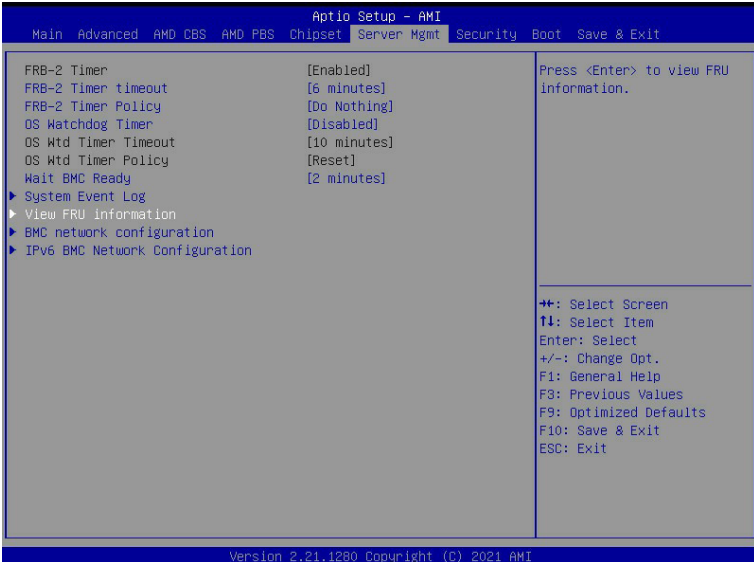 Aptio Setup - AMI
Main Advanced AMD CBS AMD PBS Chipset Server Mgmt Security Boot Save & Exit
FRB-2 Timer [Enabled]
FRB-2 Timer timeout [6 minutes]
FRB-2 Timer Policy [Do Nothing]
OS Watchdog Timer [Disabled]
OS Wtd Timer Timeout [10 minutes]
OS Wtd Timer Policy [Reset]
Wait BMC Ready [2 minutes]
System Event Log
View FRU information
BMC network configuration
IPv6 BMC Network Configuration
Press <Enter> to view FRU
information.
→←: Select Screen
↑↓: Select Item
Enter: Select
+/-: Change Opt.
F1: General Help
F3: Previous Values
F9: Optimized Defaults
F10: Save & Exit
ESC: Exit
Version 2.21.1280 Copyright (C) 2021 AMI